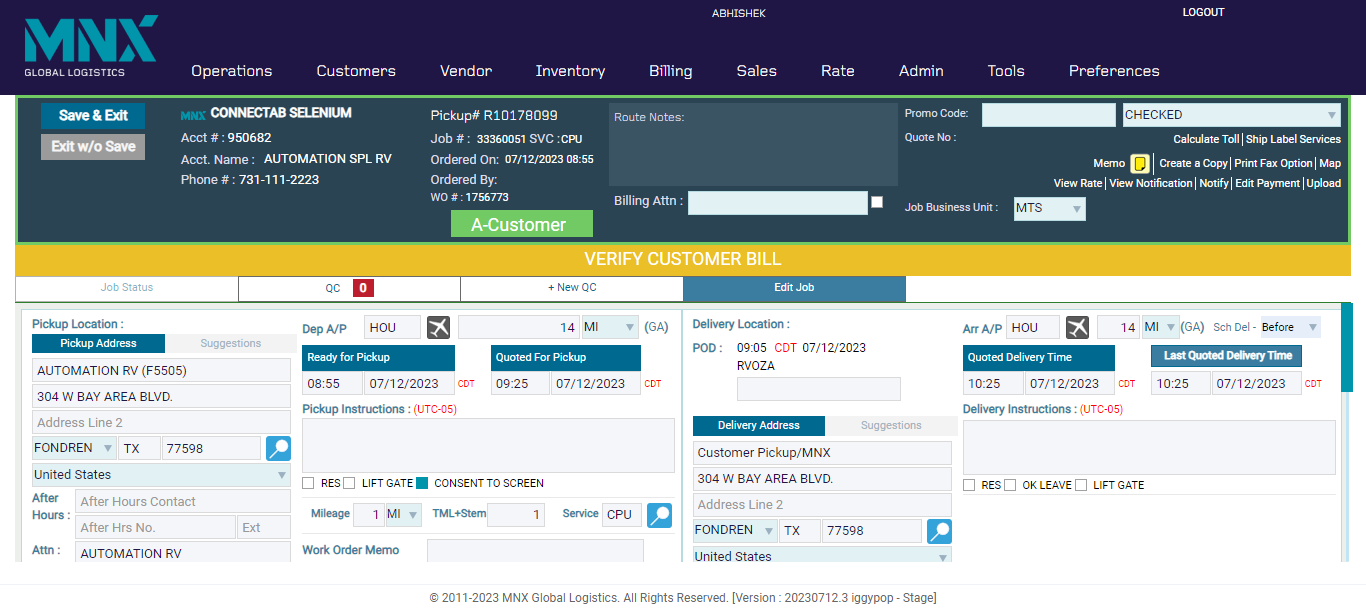 ABHISHEK
LOGOUT
MNX
GLOBAL LOGISTICS
Operations Customers Vendor Inventory Billing Sales Rate Admin Tools Preferences
Save & Exit
Exit w/o Save
MNX CONNECTAB SELENIUM
Acct # : 950682
Acct. Name : AUTOMATION SPL RV
Phone # : 731-111-2223
Pickup# R10178099
Job # : 33360051 SVC :CPU
Ordered On: 07/12/2023 08:55
Ordered By:
WO # : 1756773
A-Customer
Route Notes:
Billing Attn :
Promo Code: CHECKED
Quote No :
Calculate Toll| Ship Label Services
Memo | Create a Copy| Print Fax Option| Map
View Rate| View Notification| Notify| Edit Payment| Upload
Job Business Unit : MTS
VERIFY CUSTOMER BILL
Job Status QC 0 + New QC Edit Job
Pickup Location :
Pickup Address Suggestions
AUTOMATION RV (F5505)
304 W BAY AREA BLVD.
Address Line 2
FONDREN TX 77598
United States
After Hours : After Hours Contact
After Hrs No. Ext
Attn : AUTOMATION RV
Dep A/P HOU 14 MI (GA)
Ready for Pickup Quoted For Pickup
08:55 07/12/2023 CDT 09:25 07/12/2023 CDT
Pickup Instructions : (UTC-05)
RES LIFT GATE CONSENT TO SCREEN
Mileage 1 MI TML+Stem 1 Service CPU
Work Order Memo
Delivery Location :
POD : 09:05 CDT 07/12/2023
RVOZA
Delivery Address Suggestions
Customer Pickup/MNX
304 W BAY AREA BLVD.
Address Line 2
FONDREN TX 77598
United States
Arr A/P HOU 14 MI (GA) Sch Del - Before
Quoted Delivery Time Last Quoted Delivery Time
10:25 07/12/2023 CDT 10:25 07/12/2023 CDT
Delivery Instructions : (UTC-05)
RES OK LEAVE LIFT GATE
© 2011-2023 MNX Global Logistics. All Rights Reserved. [Version : 20230712.3 iggypop - Stage]